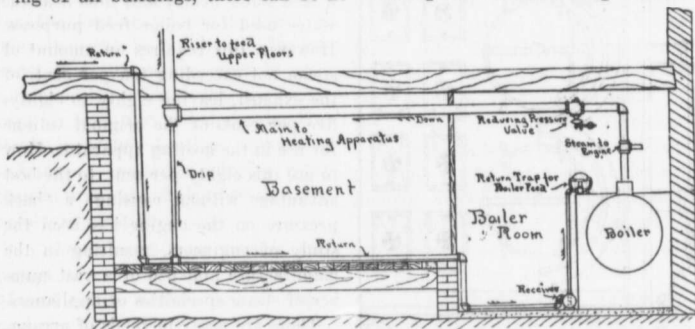 Return
Riser to feed
Upper Floors
Main to
Heating Apparatus
Down
Reducing Pressure
Valve
Steam to
Engine
Drip
Basement
Return Trap for
Boiler Feed
Boiler
Room
Boiler
Return
Receiver